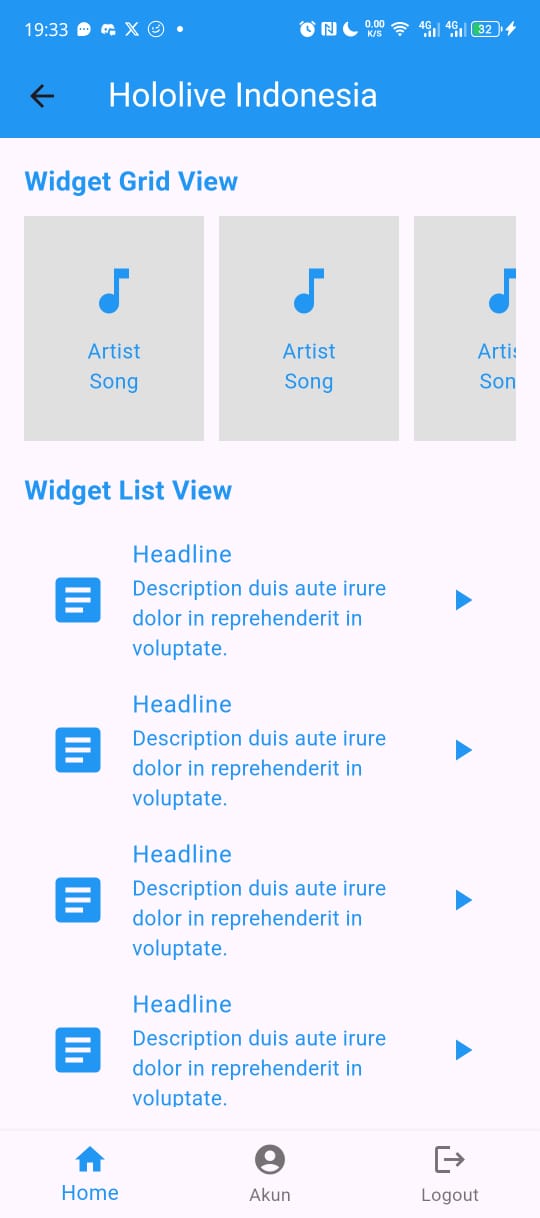 19:33 0.00 K/S 4G 4G 32
Hololive Indonesia
Widget Grid View
Artist Artist Artis
Song Song Son
Widget List View
Headline
Description duis aute irure
dolor in reprehenderit in
voluptate.
Headline
Description duis aute irure
dolor in reprehenderit in
voluptate.
Headline
Description duis aute irure
dolor in reprehenderit in
voluptate.
Headline
Description duis aute irure
dolor in reprehenderit in
voluptate.
Home Akun Logout